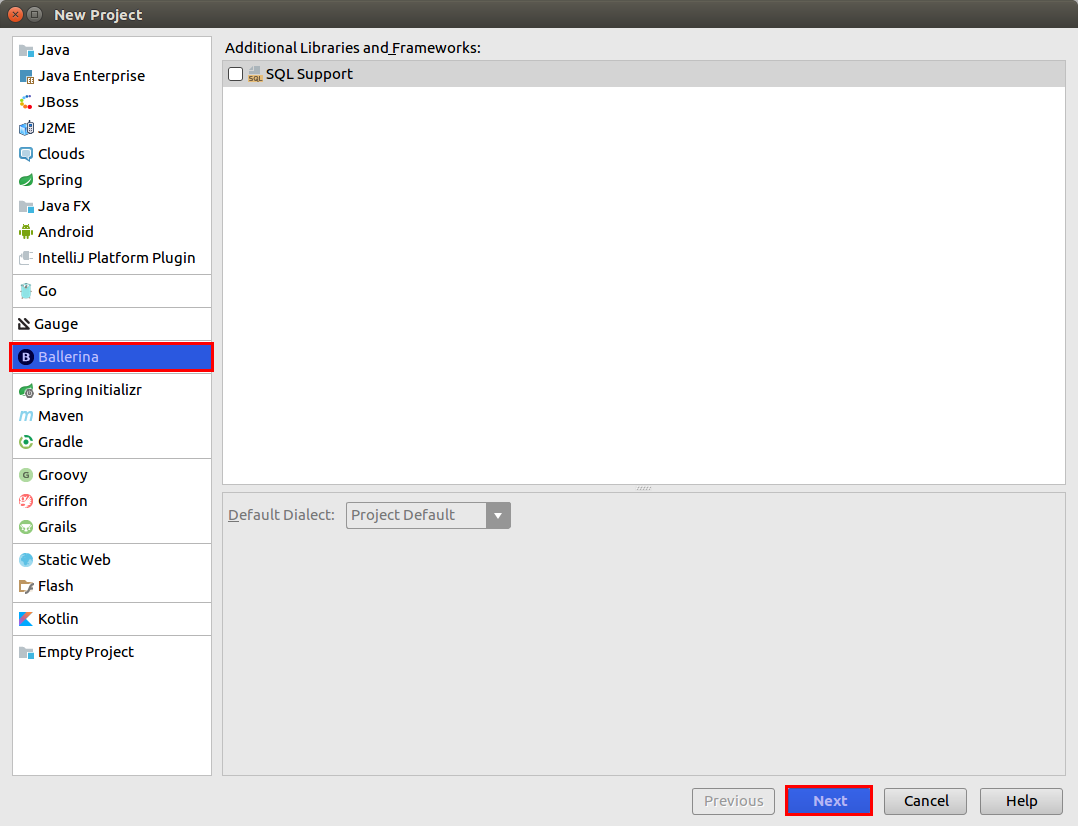 New Project
Java
Java Enterprise
JBoss
J2ME
Clouds
Spring
Java FX
Android
IntelliJ Platform Plugin
Go
Gauge
B Ballerina
Spring Initializr
m Maven
Gradle
G Groovy
Griffon
Grails
Static Web
Flash
Kotlin
Empty Project
Additional Libraries and Frameworks:
SQL SQL Support
Default Dialect: Project Default
Previous Next Cancel Help